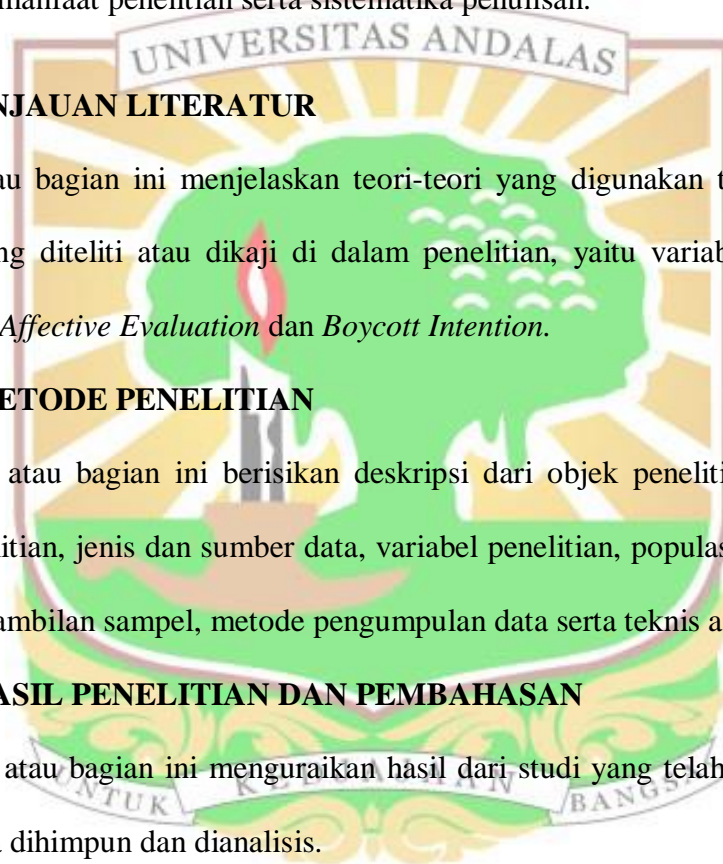 manfaat penelitian serta sistematika penulisan.
UNIVERSITAS ANDALAS
NJAUAN LITERATUR
au bagian ini menjelaskan teori-teori yang digunakan t
ng diteliti atau dikaji di dalam penelitian, yaitu variab
Affective Evaluation dan Boycott Intention.
ETODE PENELITIAN
atau bagian ini berisikan deskripsi dari objek peneliti
itian, jenis dan sumber data, variabel penelitian, populas
ambilan sampel, metode pengumpulan data serta teknis a
ASIL PENELITIAN DAN PEMBAHASAN
atau bagian ini menguraikan hasil dari studi yang telah
UNTUK KEDJAJAAN BANGSA
dihimpun dan dianalisis.